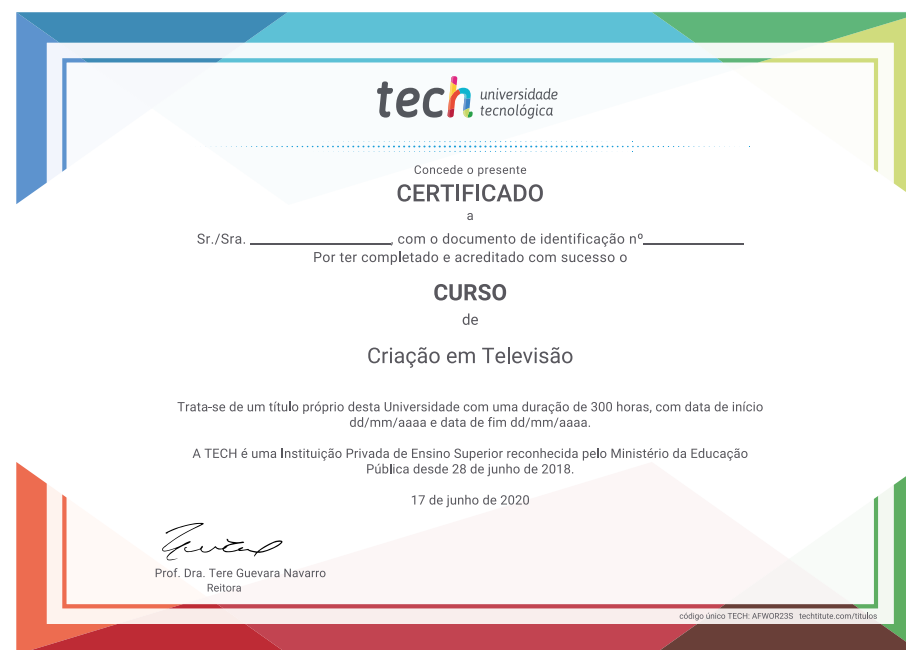 tech universidade
tecnológica
Concede o presente
CERTIFICADO
a
Sr./Sra. ____________________, com o documento de identificação nº______________
Por ter completado e acreditado com sucesso o
CURSO
de
Criação em Televisão
Trata-se de um título próprio desta Universidade com uma duração de 300 horas, com data de início
dd/mm/aaaa e data de fim dd/mm/aaaa.
A TECH é uma Instituição Privada de Ensino Superior reconhecida pelo Ministério da Educação
Pública desde 28 de junho de 2018.
17 de junho de 2020
Prof. Dra. Tere Guevara Navarro
Reitora
código único TECH: AFWOR23S techtitute.com/titulos